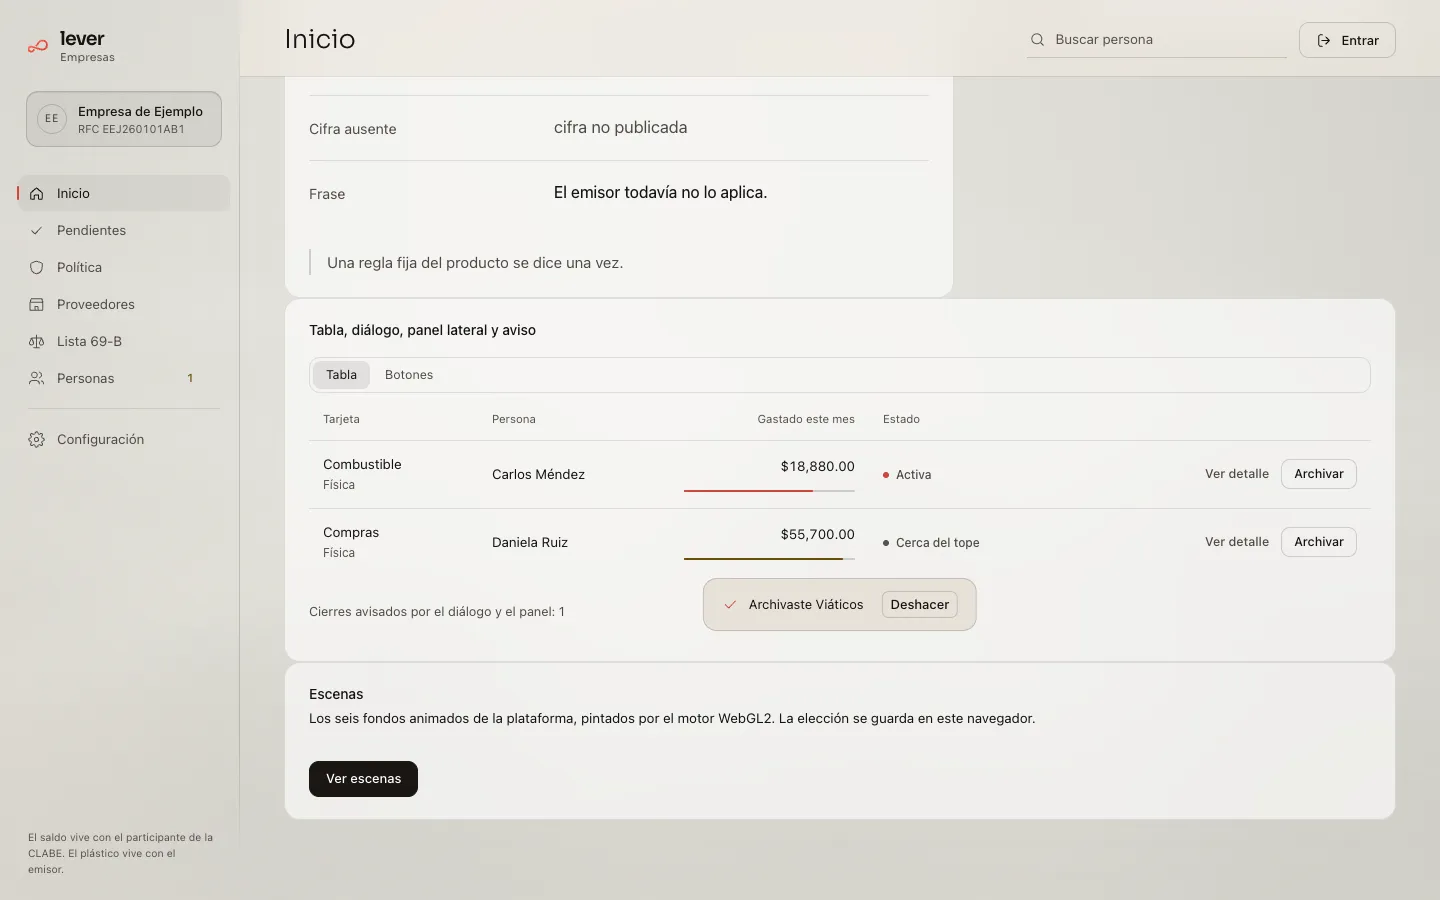 lever
Empresas
EE
Empresa de Ejemplo
RFC EEJ260101AB1
Inicio
Pendientes
Política
Proveedores
Lista 69-B
Personas 1
Configuración
El saldo vive con el participante de la
CLABE. El plástico vive con el
emisor.
Inicio
Buscar persona
Entrar
Cifra ausente cifra no publicada
Frase El emisor todavía no lo aplica.
Una regla fija del producto se dice una vez.
Tabla, diálogo, panel lateral y aviso
Tabla Botones
Tarjeta Persona Gastado este mes Estado
Combustible
Física
Carlos Méndez $18,880.00 Activa Ver detalle Archivar
Compras
Física
Daniela Ruiz $55,700.00 Cerca del tope Ver detalle Archivar
Cierres avisados por el diálogo y el panel: 1
Archivaste Viáticos Deshacer
Escenas
Los seis fondos animados de la plataforma, pintados por el motor WebGL2. La elección se guarda en este navegador.
Ver escenas